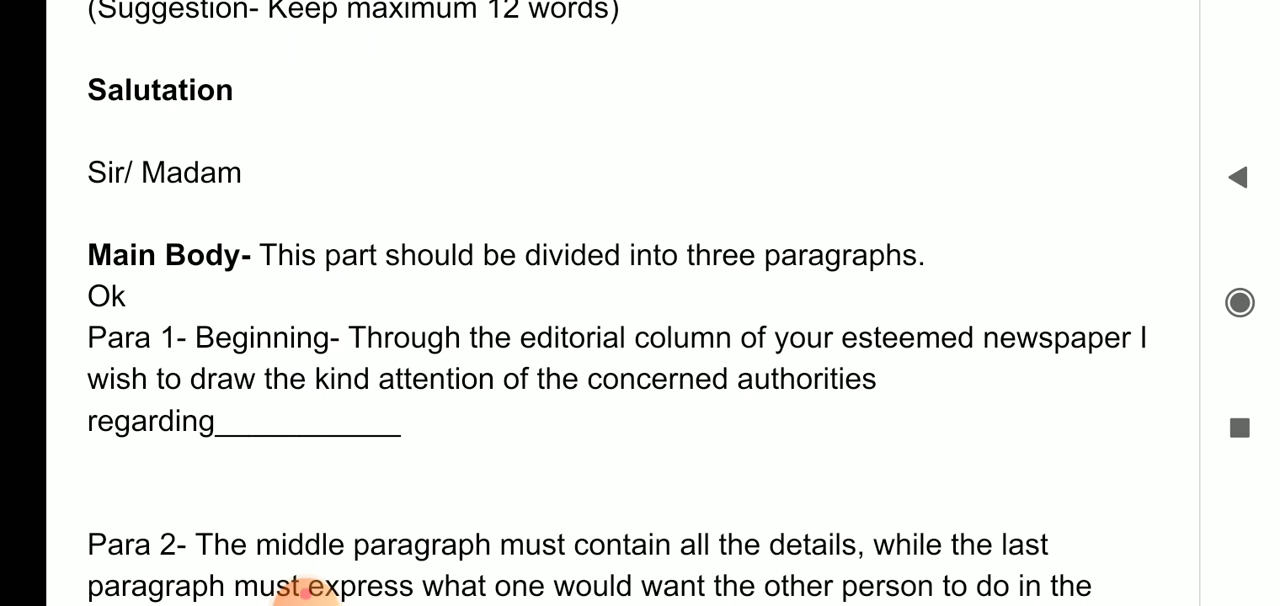 (Suggestion- Keep maximum 12 words)
Salutation
Sir/ Madam
Main Body- This part should be divided into three paragraphs.
Ok
Para 1- Beginning- Through the editorial column of your esteemed newspaper I
wish to draw the kind attention of the concerned authorities
regarding____________
Para 2- The middle paragraph must contain all the details, while the last
paragraph must express what one would want the other person to do in the